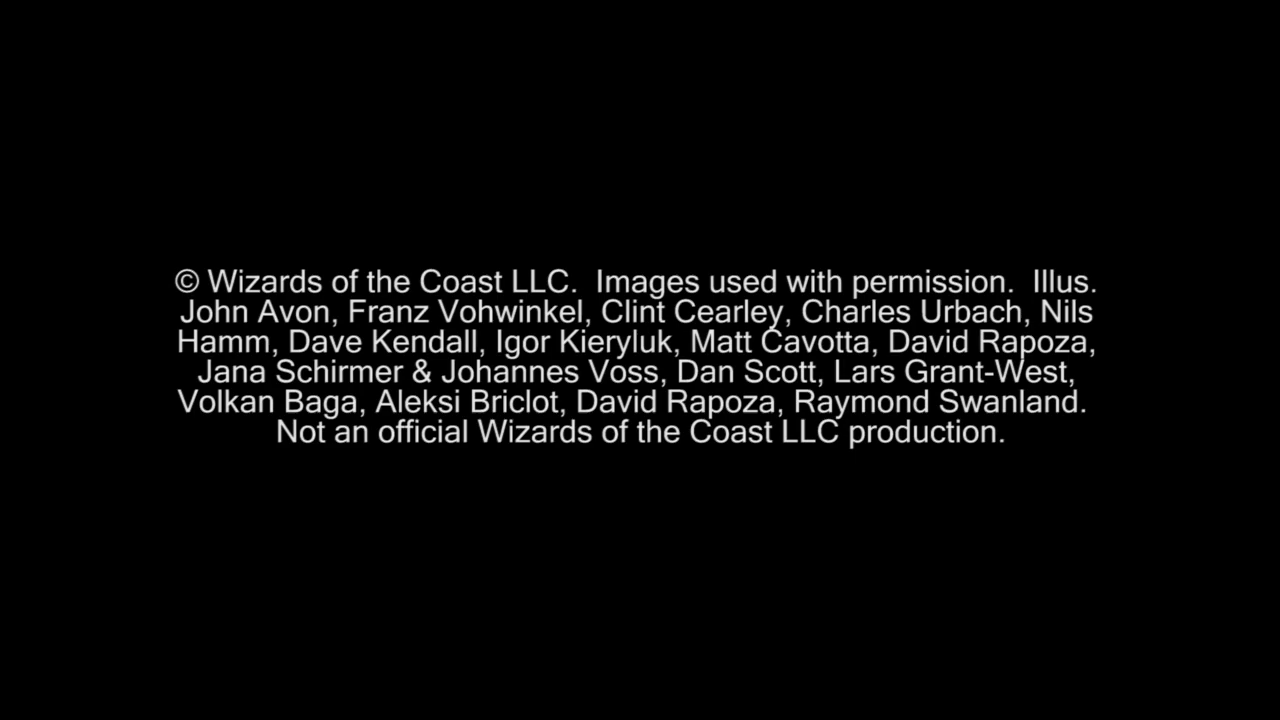 © Wizards of the Coast LLC.  Images used with permission.  Illus.
John Avon, Franz Vohwinkel, Clint Cearley, Charles Urbach, Nils
Hamm, Dave Kendall, Igor Kieryluk, Matt Cavotta, David Rapoza,
Jana Schirmer & Johannes Voss, Dan Scott, Lars Grant-West,
Volkan Baga, Aleksi Briclot, David Rapoza, Raymond Swanland.
Not an official Wizards of the Coast LLC production.